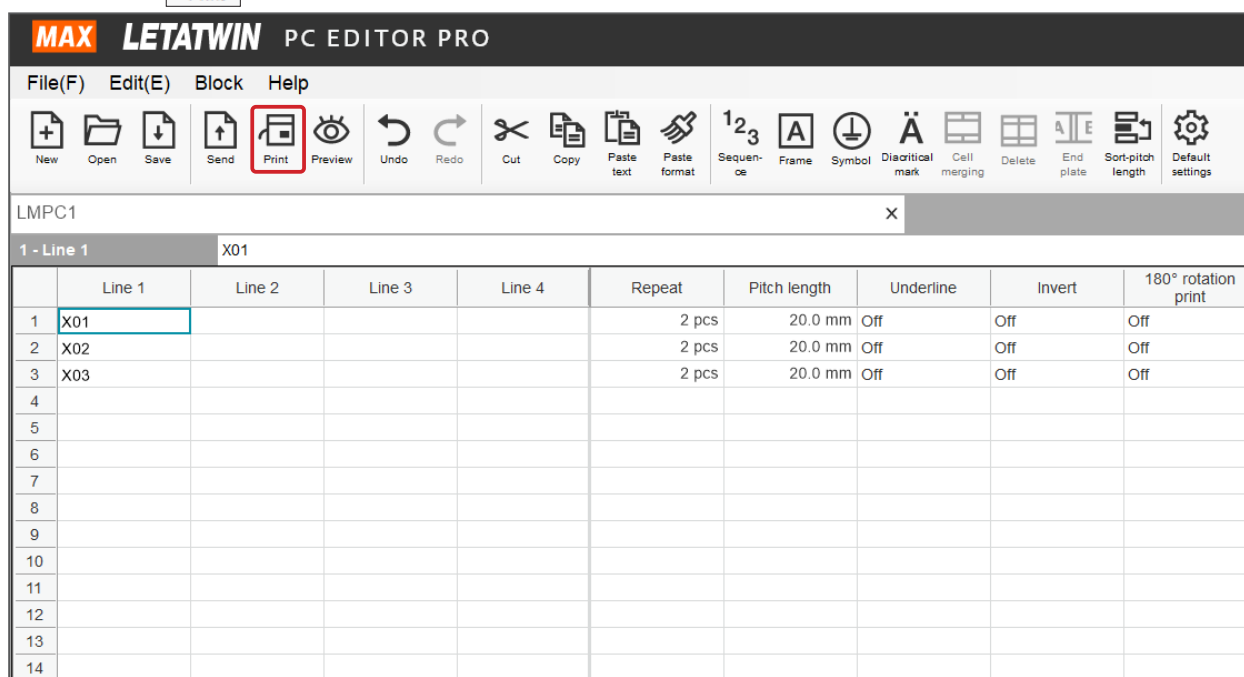 MAX LETATWIN PC EDITOR PRO
File(F) Edit(E) Block Help
New Open Save Send Print Preview Undo Redo Cut Copy Paste text Paste format Sequen-ce Frame Symbol Diacritical mark Cell merging Delete End plate Sort-pitch length Default settings
LMPC1 ×
1 - Line 1 X01
Line 1 Line 2 Line 3 Line 4 Repeat Pitch length Underline Invert 180° rotation print
1 X01 2 pcs 20.0 mm Off Off Off
2 X02 2 pcs 20.0 mm Off Off Off
3 X03 2 pcs 20.0 mm Off Off Off
4
5
6
7
8
9
10
11
12
13
14